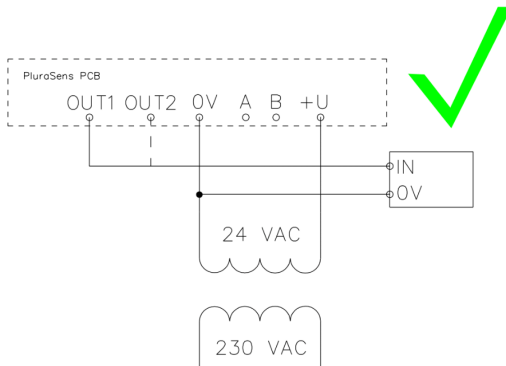 PluraSens PCB
OUT1 OUT2 0V A B +U
IN
0V
24 VAC
230 VAC